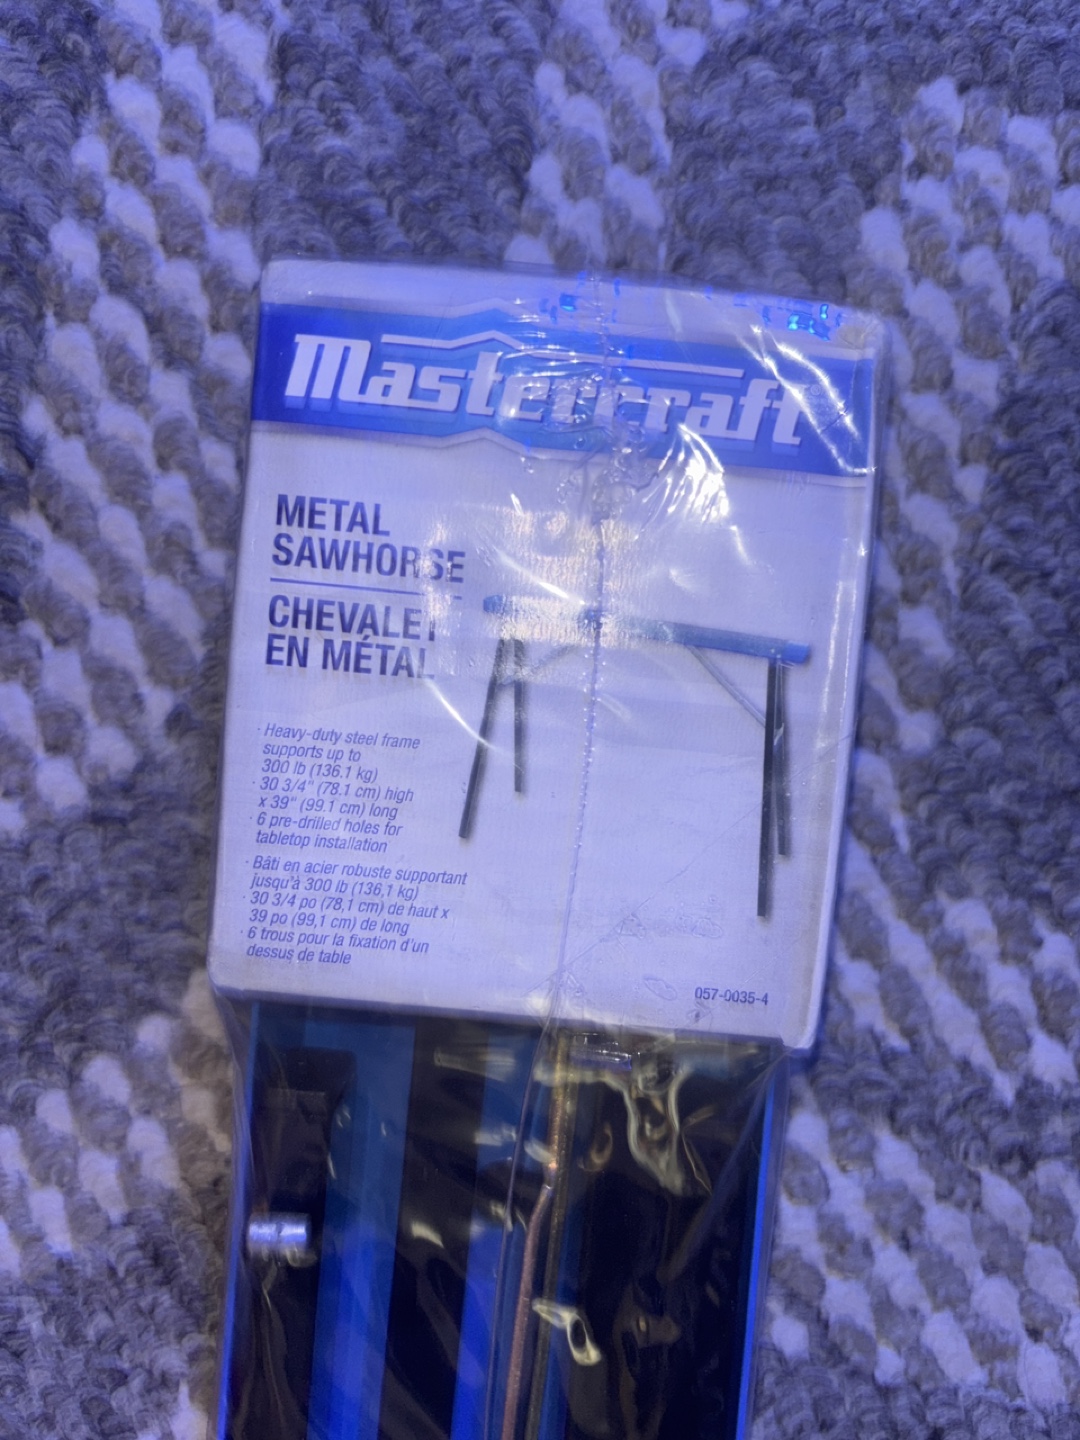 Mastercraft
METAL
SAWHORSE
CHEVALET
EN MÉTAL
· Heavy-duty steel frame
supports up to
300 lb (136.1 kg)
· 30 3/4" (78.1 cm) high
x 39" (99.1 cm) long
· 6 pre-drilled holes for
tabletop installation
· Bâti en acier robuste supportant
jusqu'à 300 lb (136,1 kg)
· 30 3/4 po (78,1 cm) de haut x
39 po (99,1 cm) de long
· 6 trous pour la fixation d'un
dessus de table
057-0035-4